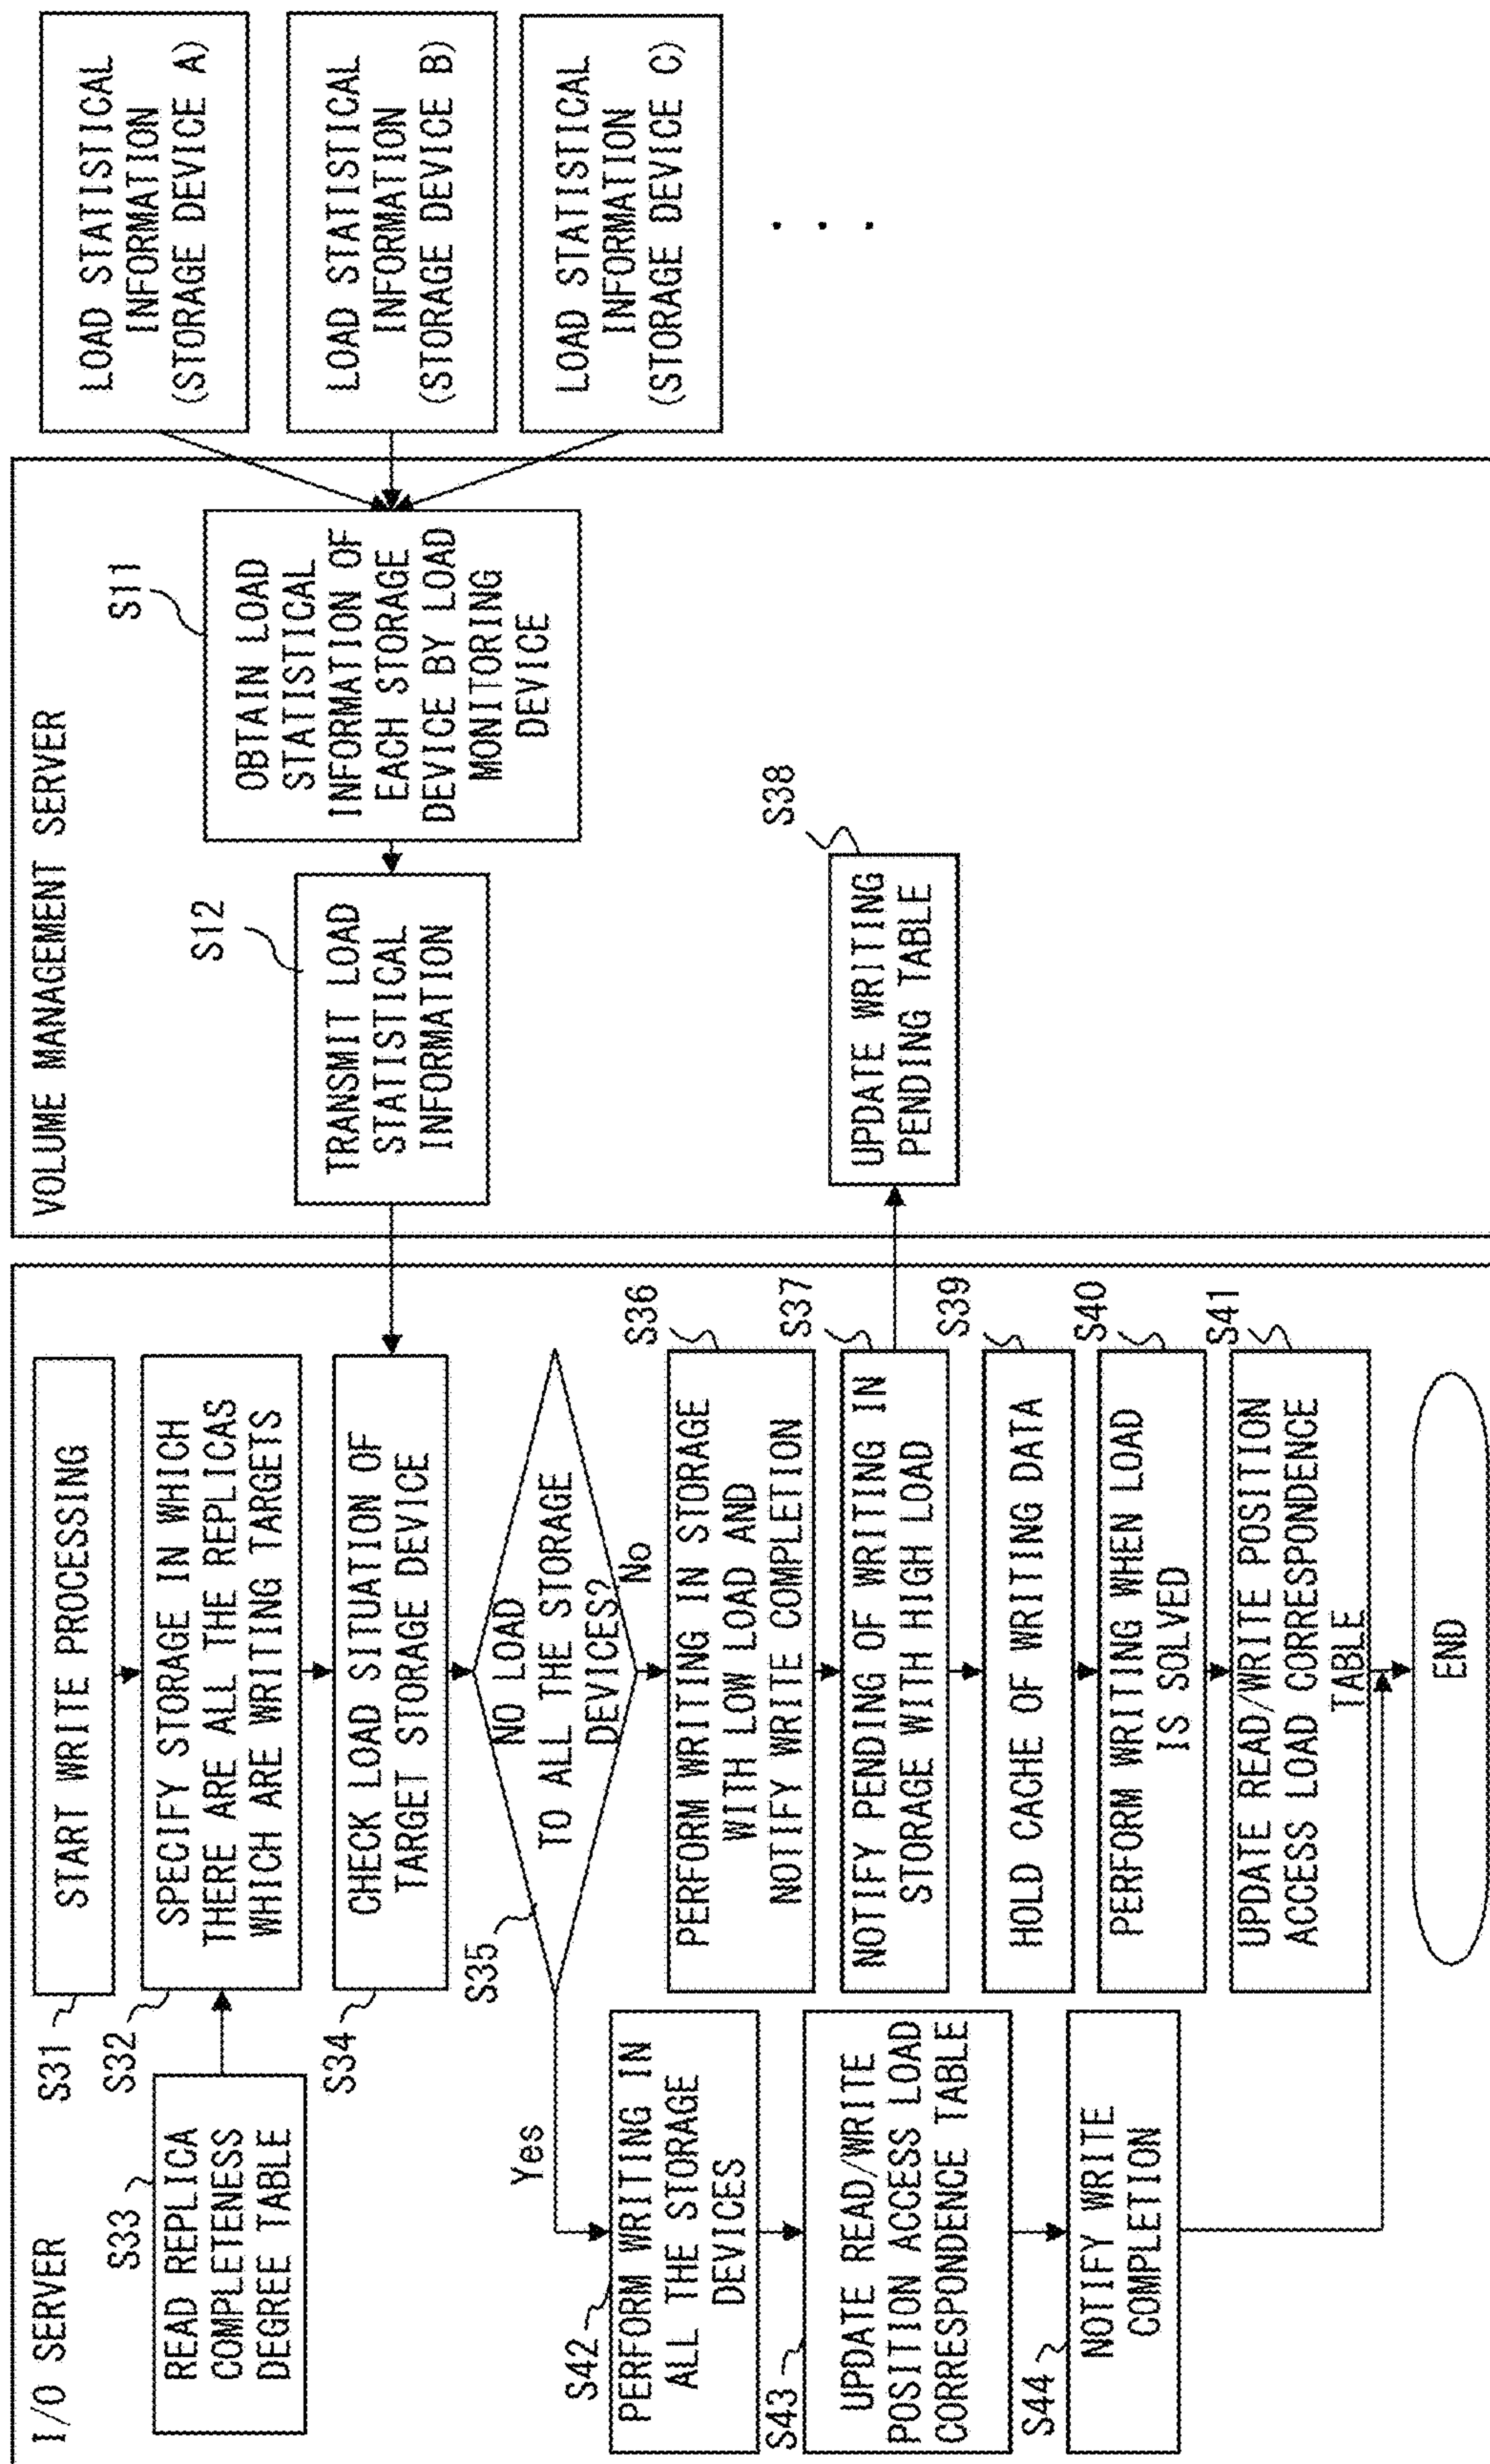 I/O SERVER
S31
START WRITE PROCESSING
S33
READ REPLICA
COMPLETENESS
DEGREE TABLE
S32
SPECIFY STORAGE IN WHICH
THERE ARE ALL THE REPLICAS
WHICH ARE WRITING TARGETS
S34
CHECK LOAD SITUATION OF
TARGET STORAGE DEVICE
S35
NO LOAD
TO ALL THE STORAGE
DEVICES?
Yes
No
S42
PERFORM WRITING IN
ALL THE STORAGE
DEVICES
S43
UPDATE READ/WRITE
POSITION ACCESS LOAD
CORRESPONDENCE TABLE
S44
NOTIFY WRITE
COMPLETION
S36
PERFORM WRITING IN STORAGE
WITH LOW LOAD AND
NOTIFY WRITE COMPLETION
S37
NOTIFY PENDING OF WRITING IN
STORAGE WITH HIGH LOAD
S39
HOLD CACHE OF WRITING DATA
S40
PERFORM WRITING WHEN LOAD
IS SOLVED
S41
UPDATE READ/WRITE POSITION
ACCESS LOAD CORRESPONDENCE
TABLE
END
VOLUME MANAGEMENT SERVER
S12
TRANSMIT LOAD
STATISTICAL
INFORMATION
S11
OBTAIN LOAD
STATISTICAL
INFORMATION OF
EACH STORAGE
DEVICE BY LOAD
MONITORING
DEVICE
S38
UPDATE WRITING
PENDING TABLE
LOAD STATISTICAL
INFORMATION
(STORAGE DEVICE A)
LOAD STATISTICAL
INFORMATION
(STORAGE DEVICE B)
LOAD STATISTICAL
INFORMATION
(STORAGE DEVICE C)
. . .